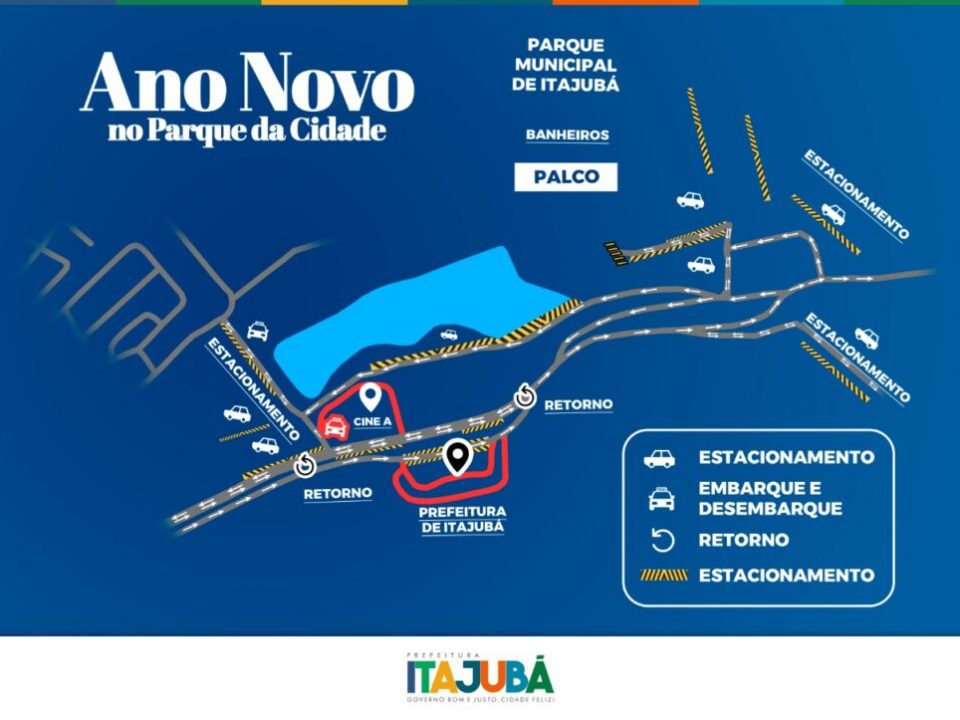 Ano Novo
no Parque da Cidade
PARQUE
MUNICIPAL
DE ITAJUBÁ
BANHEIROS
PALCO
ESTACIONAMENTO
ESTACIONAMENTO
ESTACIONAMENTO
CINE A
RETORNO
RETORNO
PREFEITURA
DE ITAJUBÁ
ESTACIONAMENTO
EMBARQUE E
DESEMBARQUE
RETORNO
ESTACIONAMENTO
PREFEITURA
ITAJUBÁ
GOVERNO BOM E JUSTO, CIDADE FELIZ!